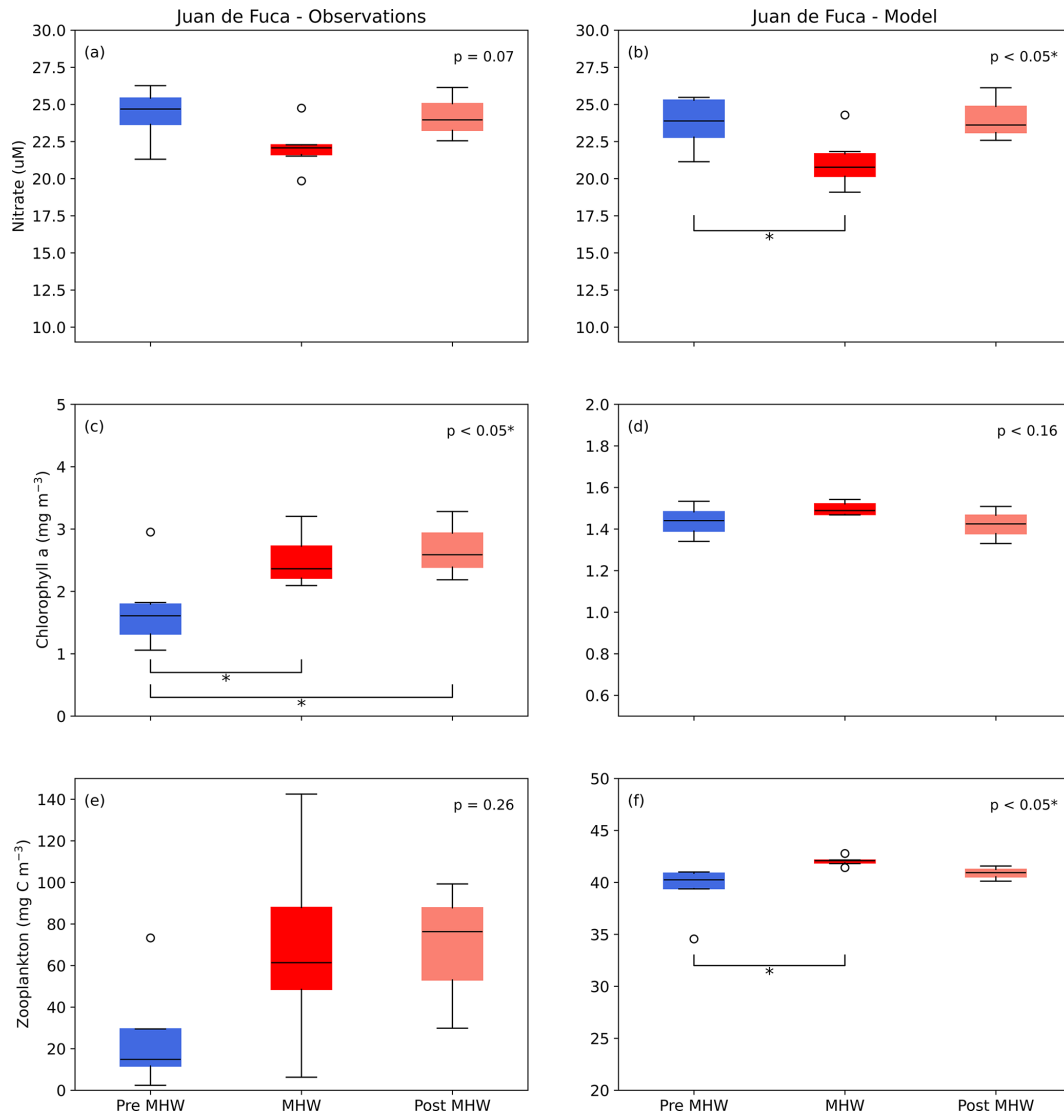 Juan de Fuca - Observations
Juan de Fuca - Model
(a)
p = 0.07
30.0
27.5
25.0
22.5
20.0
17.5
15.0
12.5
10.0
Nitrate (uM)
(b)
p < 0.05*
30.0
27.5
25.0
22.5
20.0
17.5
15.0
12.5
10.0
*
(c)
p < 0.05*
5
4
3
2
1
0
Chlorophyll a (mg m⁻³)
*
*
(d)
p < 0.16
2.0
1.8
1.6
1.4
1.2
1.0
0.8
0.6
(e)
p = 0.26
140
120
100
80
60
40
20
0
Zooplankton (mg C m⁻³)
Pre MHW
MHW
Post MHW
(f)
p < 0.05*
50
45
40
35
30
25
20
*
Pre MHW
MHW
Post MHW